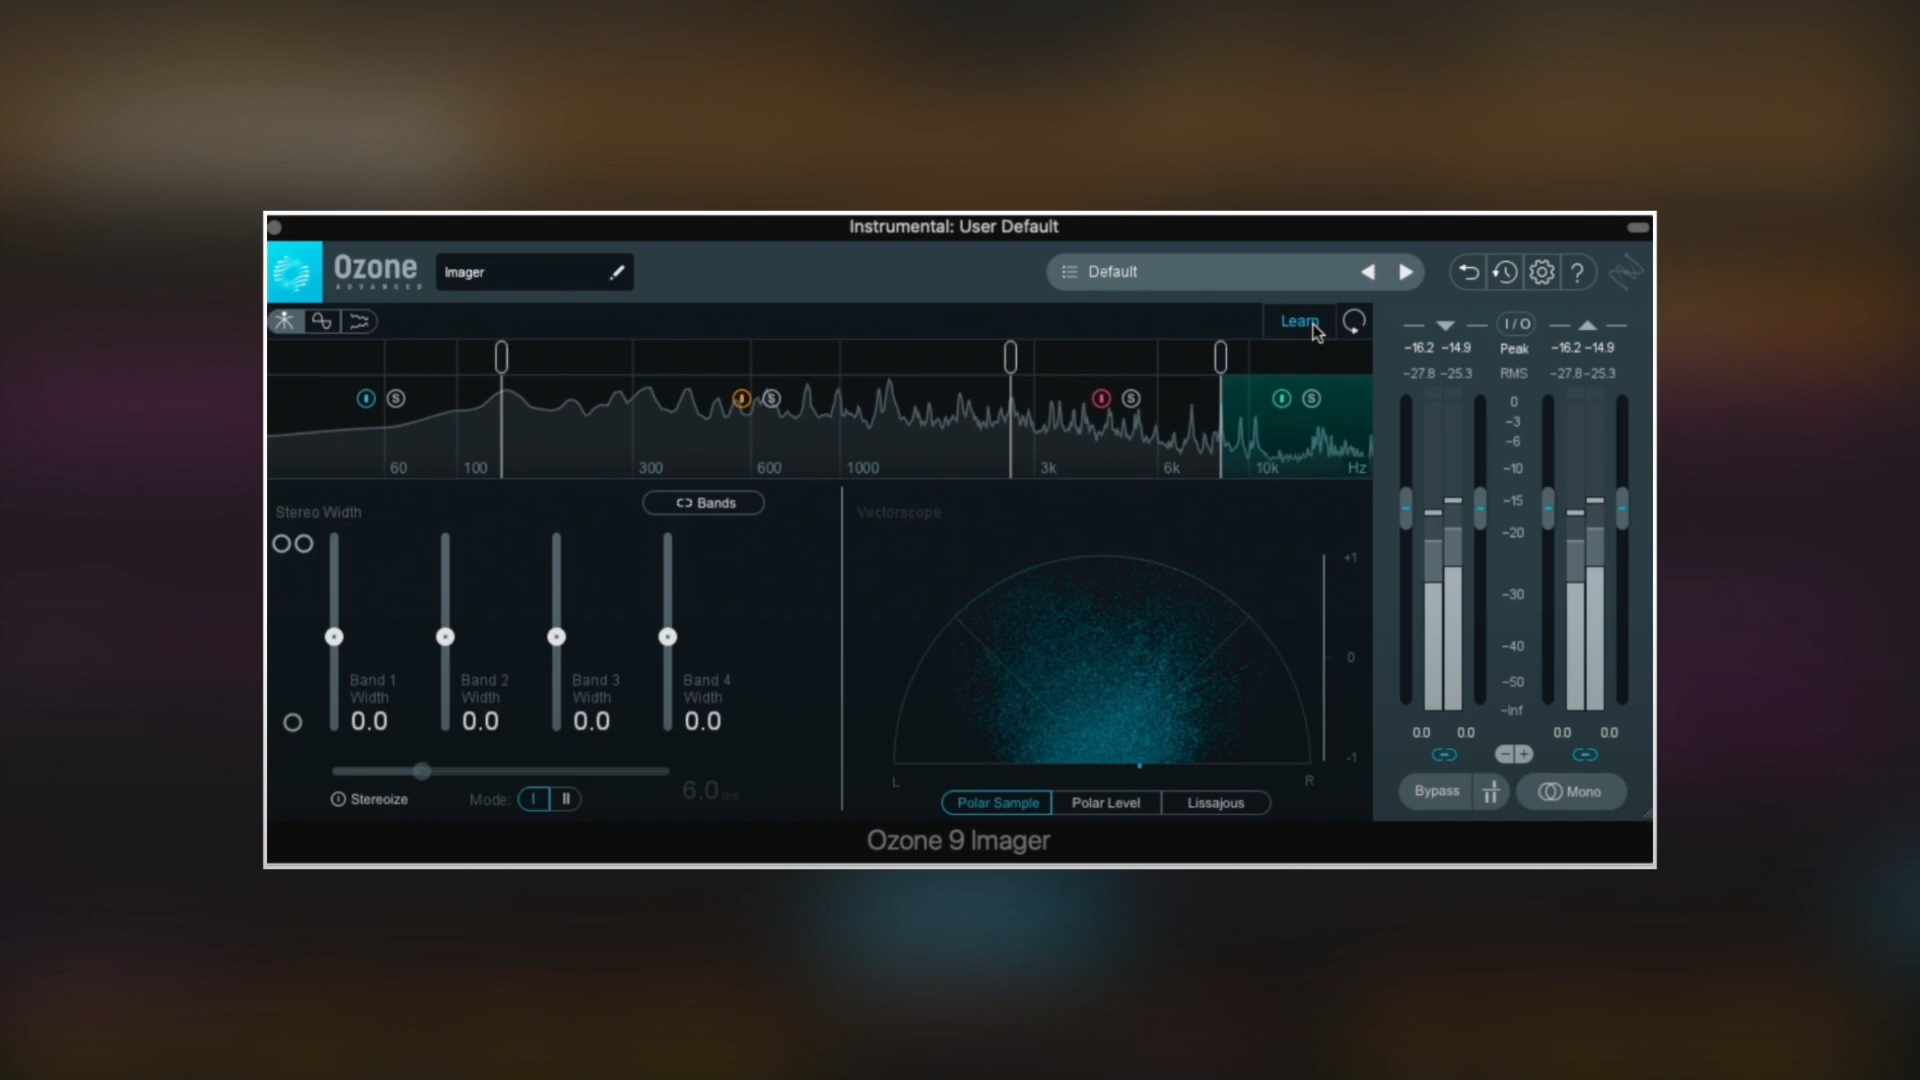 Instrumental: User Default
Ozone
ADVANCED
Imager
Default
?
Learn
I / O
-16.2 -14.9 Peak -16.2 -14.9
-27.8 -25.3 RMS -27.8 -25.3
S S S S
60 100 300 600 1000 3k 6k 10k Hz
0
-3
-6
-10
-15
-20
-30
-40
-50
-Inf
Stereo Width
Bands
Vectorscope
+1
0
-1
Band 1 Width
0.0
Band 2 Width
0.0
Band 3 Width
0.0
Band 4 Width
0.0
L R
0.0 0.0 0.0 0.0
Stereoize
Mode: I II
6.0 ms
Polar Sample Polar Level Lissajous
Bypass
Mono
Ozone 9 Imager